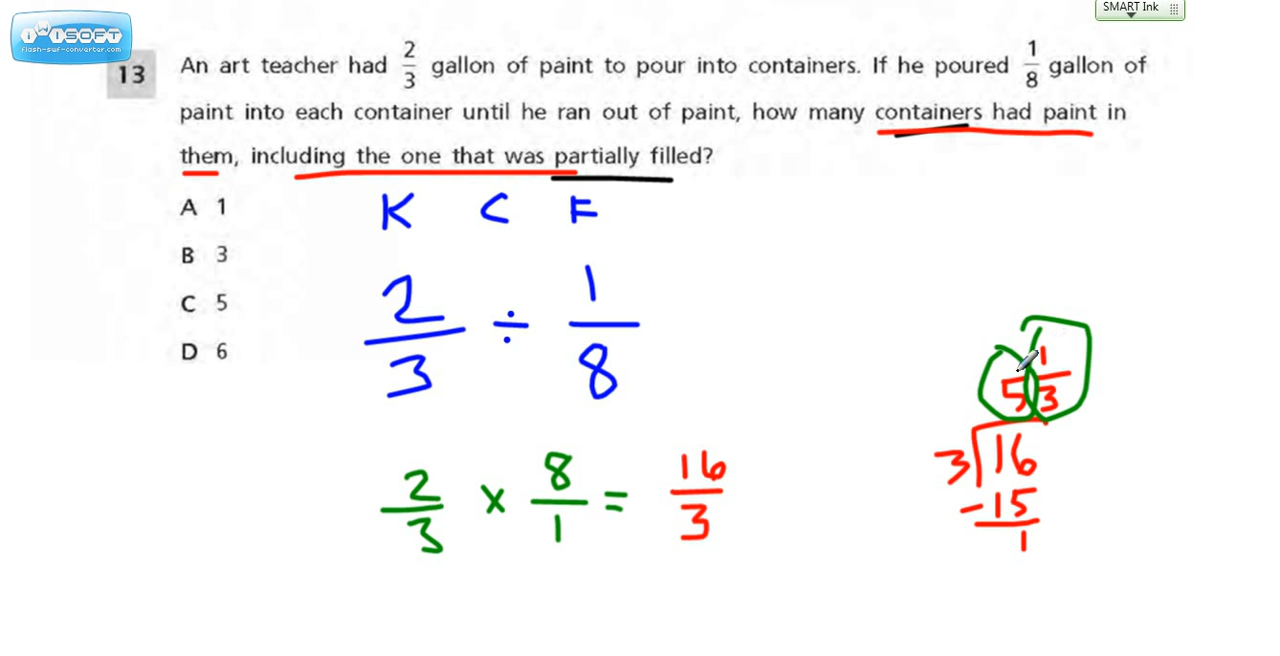 SMART Ink
iWiSOFT
flash-swf-converter.com
13 An art teacher had 2/3 gallon of paint to pour into containers. If he poured 1/8 gallon of
paint into each container until he ran out of paint, how many containers had paint in
them, including the one that was partially filled?
A 1
B 3
C 5
D 6
K C F
2/3 ÷ 1/8
2/3 × 8/1 = 16/3
5 1/3
3 16
-15
1